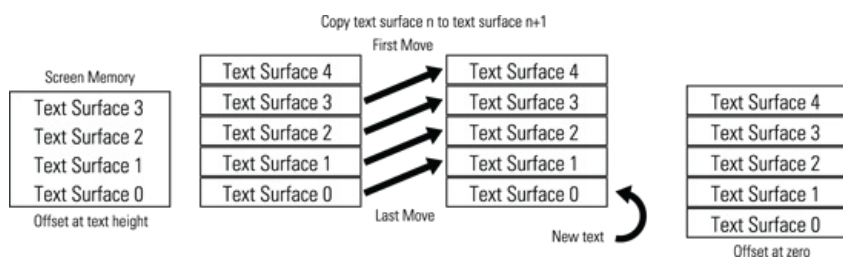 Copy text surface n to text surface n+1
First Move
Screen Memory
Text Surface 3
Text Surface 2
Text Surface 1
Text Surface 0
Offset at text height
Text Surface 4
Text Surface 3
Text Surface 2
Text Surface 1
Text Surface 0
Last Move
Text Surface 4
Text Surface 3
Text Surface 2
Text Surface 1
Text Surface 0
New text
Text Surface 4
Text Surface 3
Text Surface 2
Text Surface 1
Text Surface 0
Offset at zero